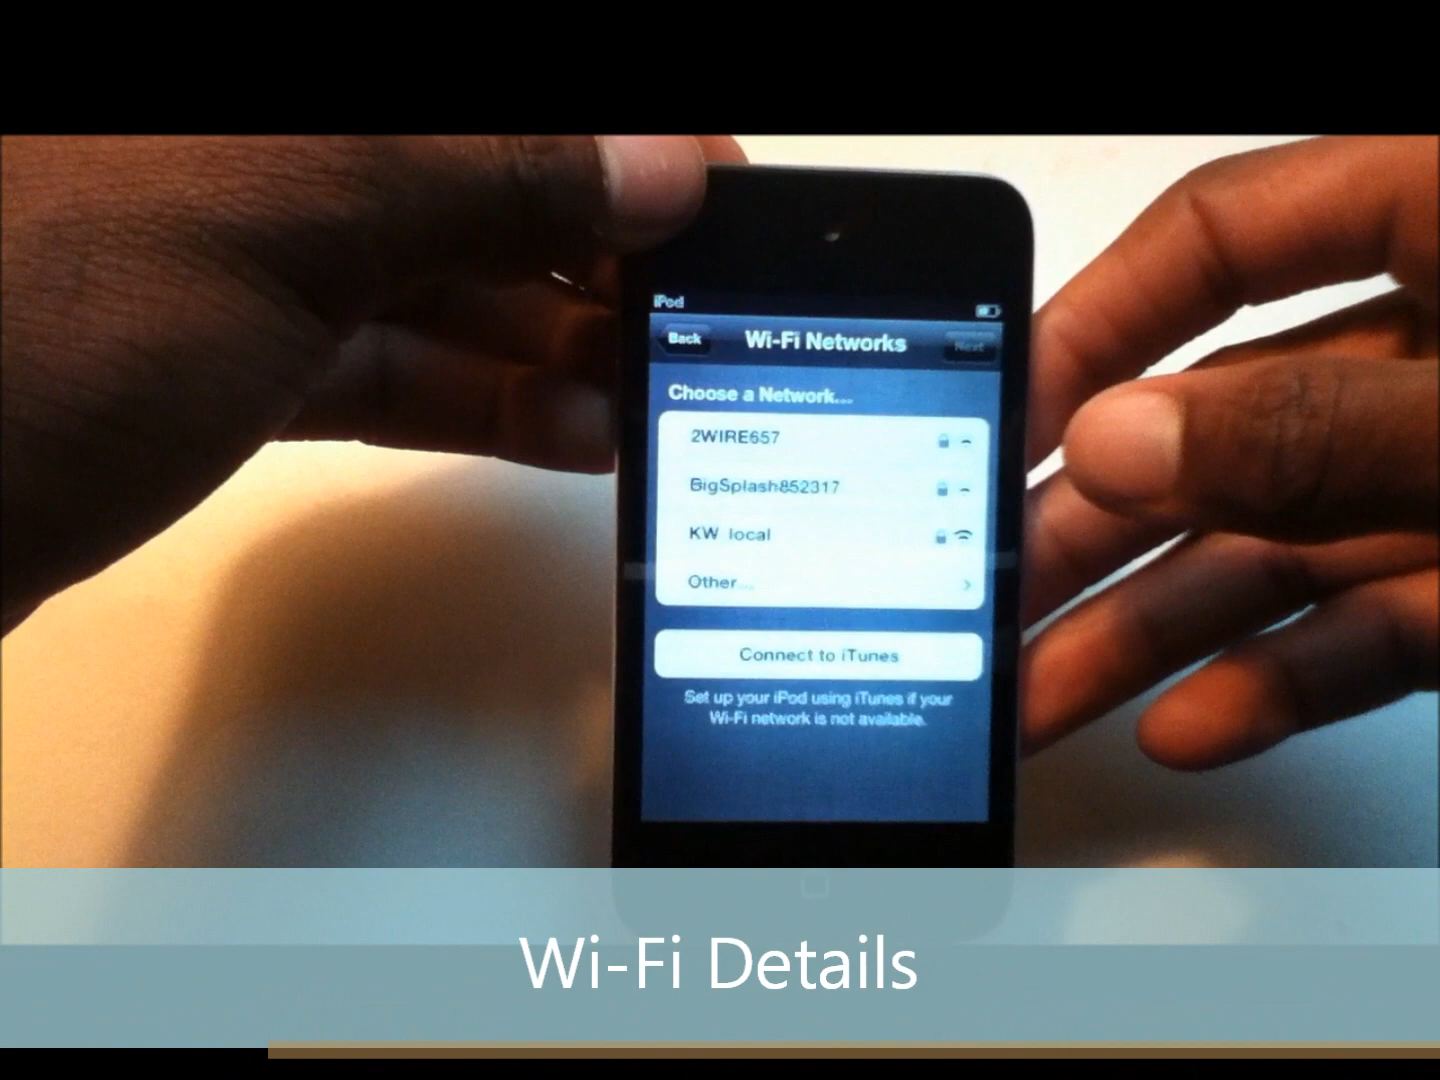 iPod
Back Wi-Fi Networks Next
Choose a Network...
2WIRE657
BigSplash852317
KW local
Other...
Connect to iTunes
Set up your iPod using iTunes if your
Wi-Fi network is not available.
Wi-Fi Details